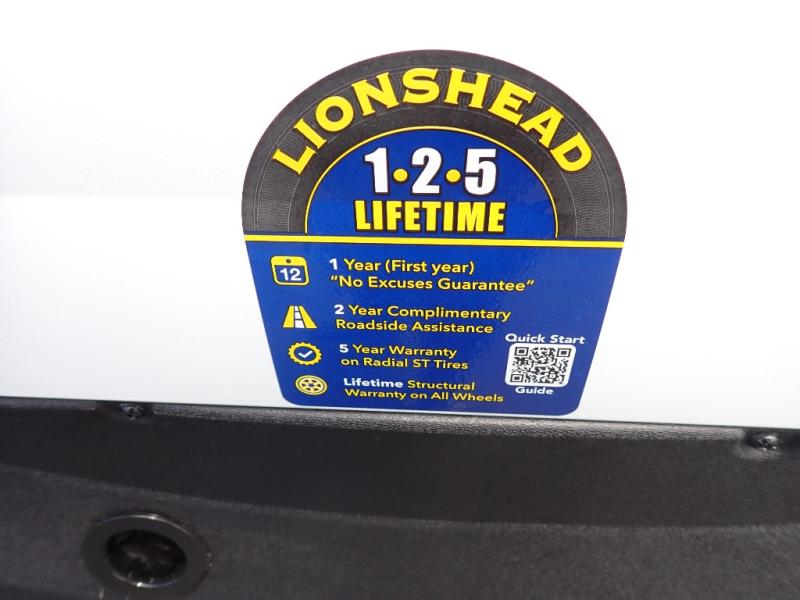 LIONSHEAD
1•2•5
LIFETIME
12
1 Year (First year)
"No Excuses Guarantee"
2 Year Complimentary
Roadside Assistance
5 Year Warranty
on Radial ST Tires
Lifetime Structural
Warranty on All Wheels
Quick Start
Guide